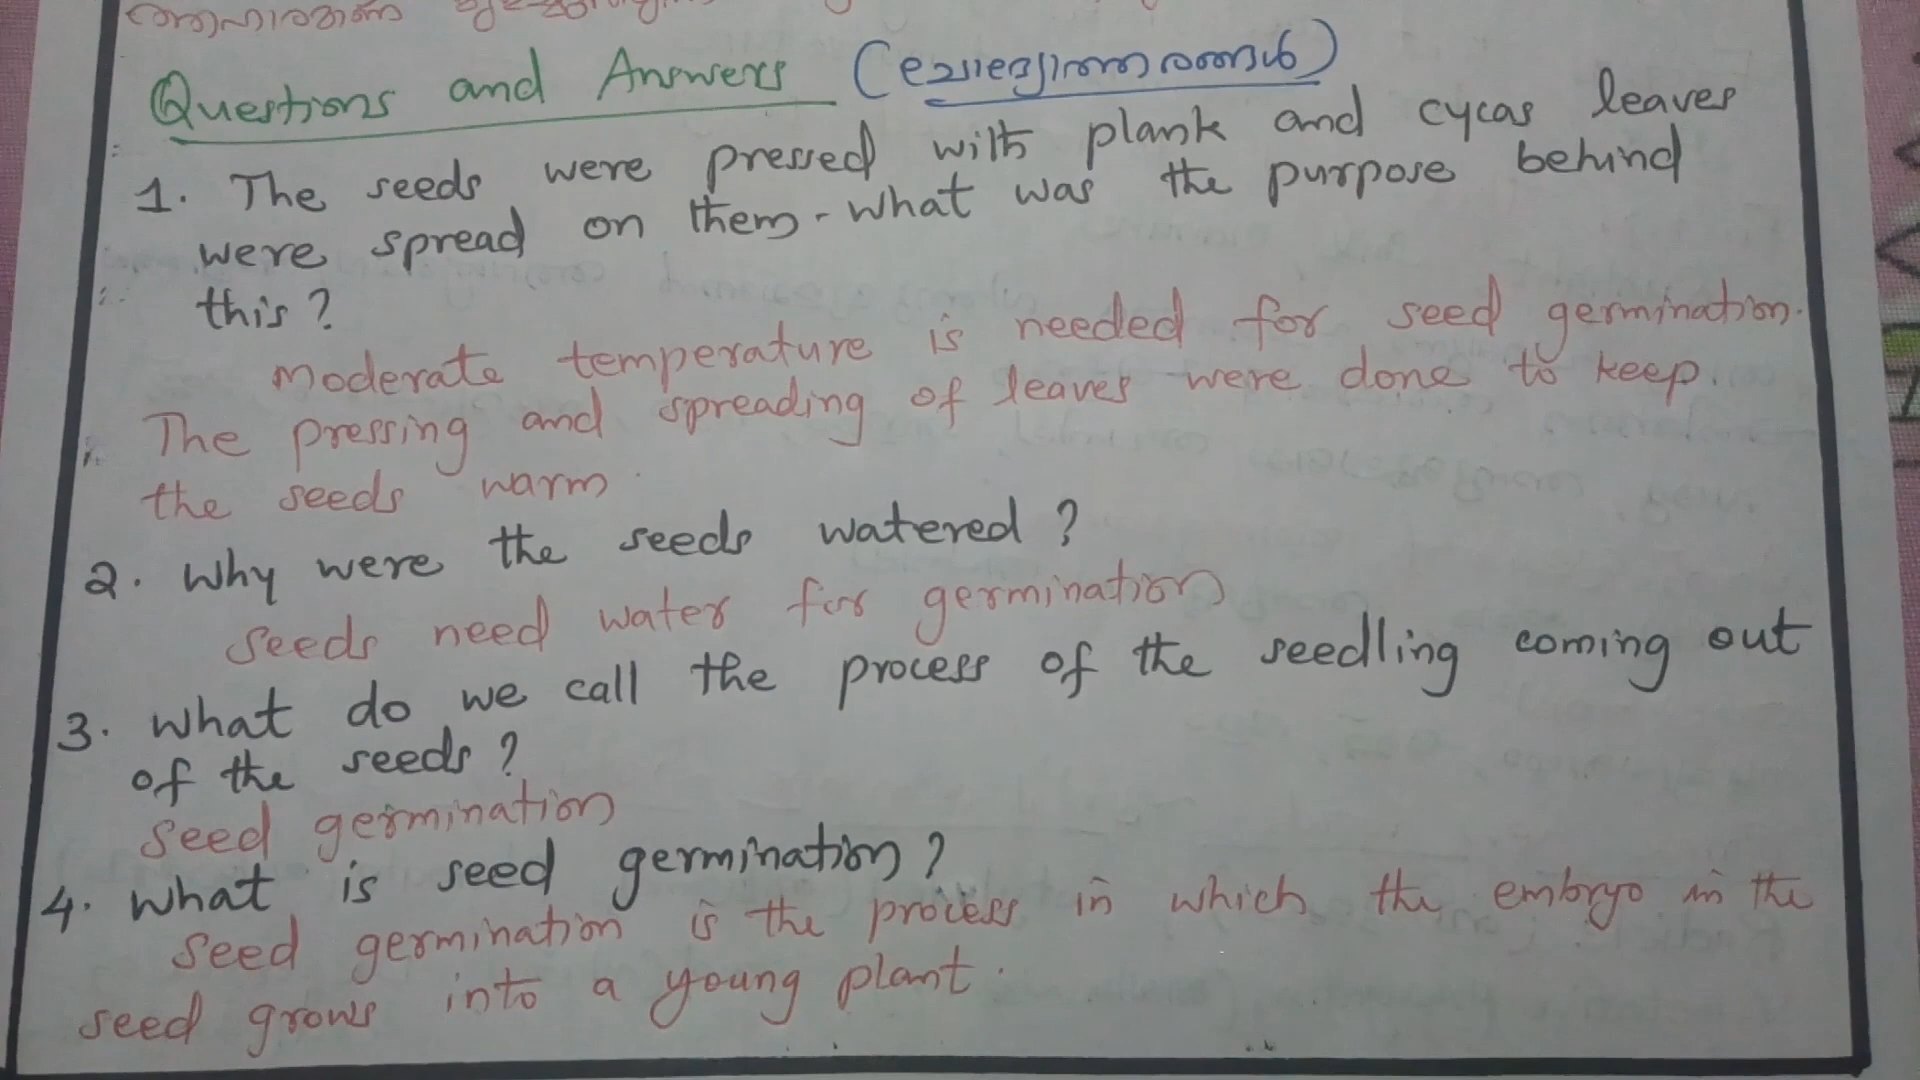 Questions and Answers (ചോദ്യോത്തരങ്ങൾ)
1. The seeds were pressed with plank and cycas leaves
were spread on them - what was the purpose behind
this?
Moderate temperature is needed for seed germination.
The pressing and spreading of leaves were done to keep.
the seeds warm.
2. Why were the seeds watered?
Seeds need water for germination
3. What do we call the process of the seedling coming out
of the seeds?
Seed germination
4. What is seed germination?
Seed germination is the process in which the embryo in the
seed grows into a young plant.